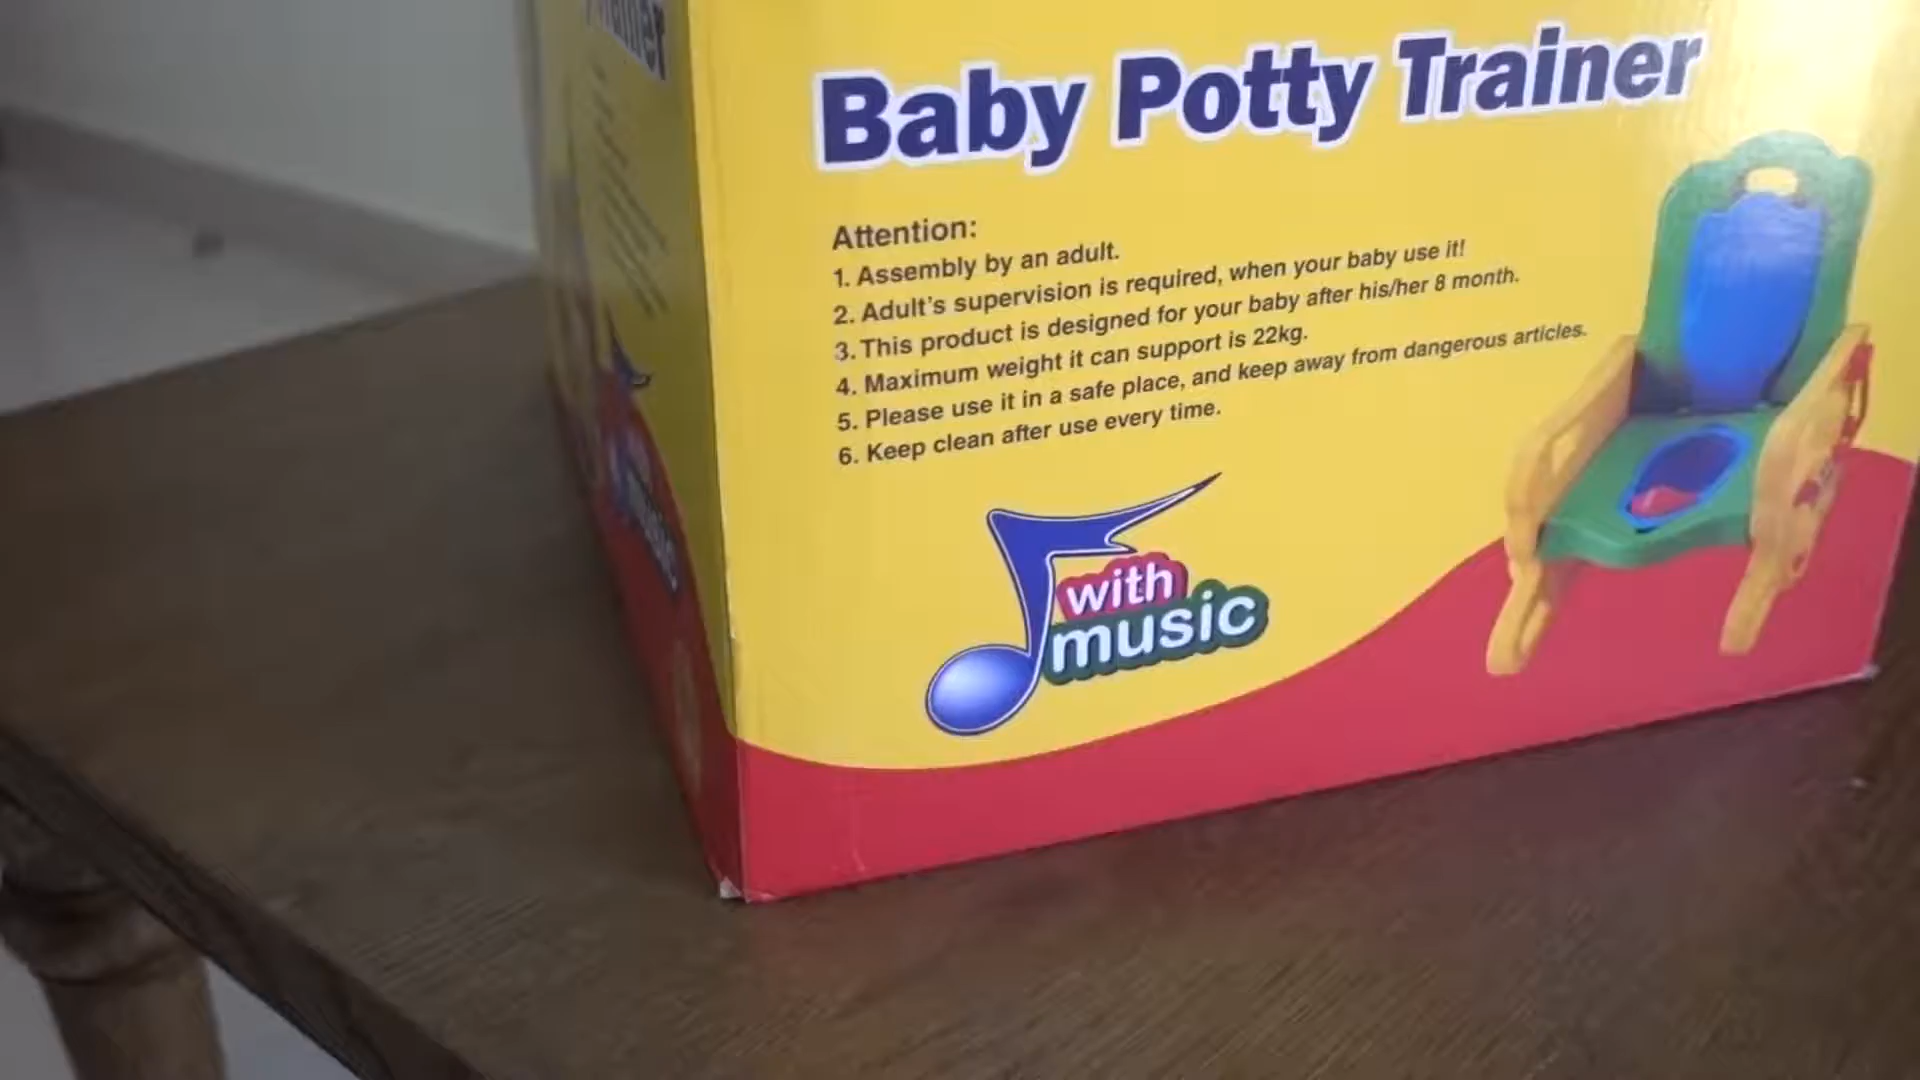 Baby Potty Trainer
Attention:
1. Assembly by an adult.
2. Adult's supervision is required, when your baby use it!
3. This product is designed for your baby after his/her 8 month.
4. Maximum weight it can support is 22kg.
5. Please use it in a safe place, and keep away from dangerous articles.
6. Keep clean after use every time.
with
music